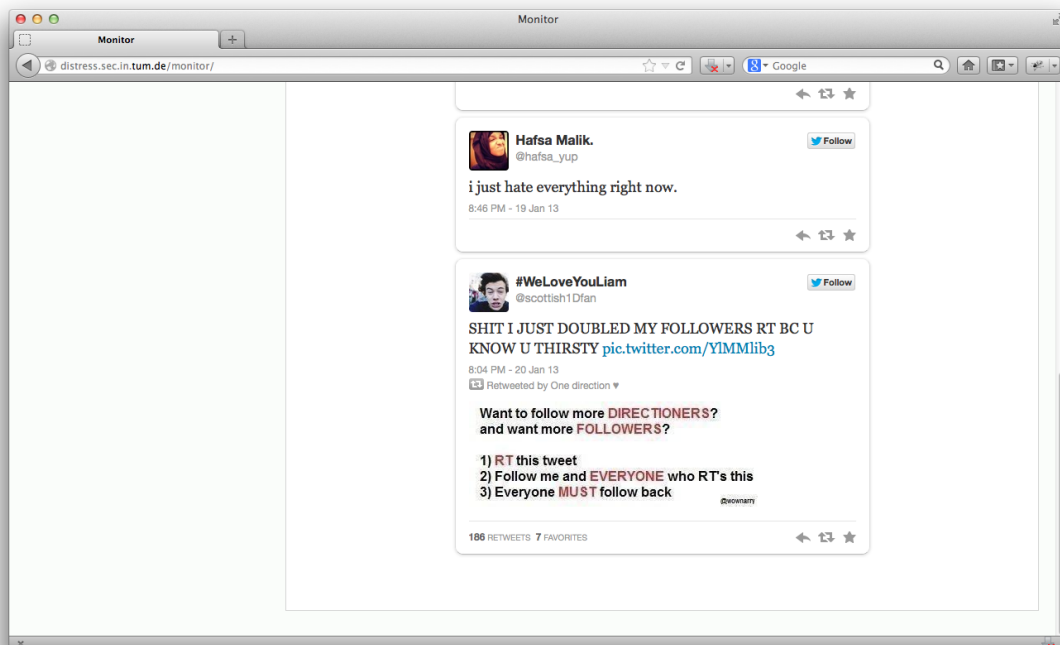 Monitor
Monitor
distress.sec.in.tum.de/monitor/
Google
Hafsa Malik.
@hafsa_yup
Follow
i just hate everything right now.
8:46 PM - 19 Jan 13
#WeLoveYouLiam
@scottish1Dfan
Follow
SHIT I JUST DOUBLED MY FOLLOWERS RT BC U
KNOW U THIRSTY pic.twitter.com/YlMMlib3
8:04 PM - 20 Jan 13
Retweeted by One direction ♥
Want to follow more DIRECTIONERS?
and want more FOLLOWERS?
1) RT this tweet
2) Follow me and EVERYONE who RT's this
3) Everyone MUST follow back
@wownarry
186 RETWEETS 7 FAVORITES